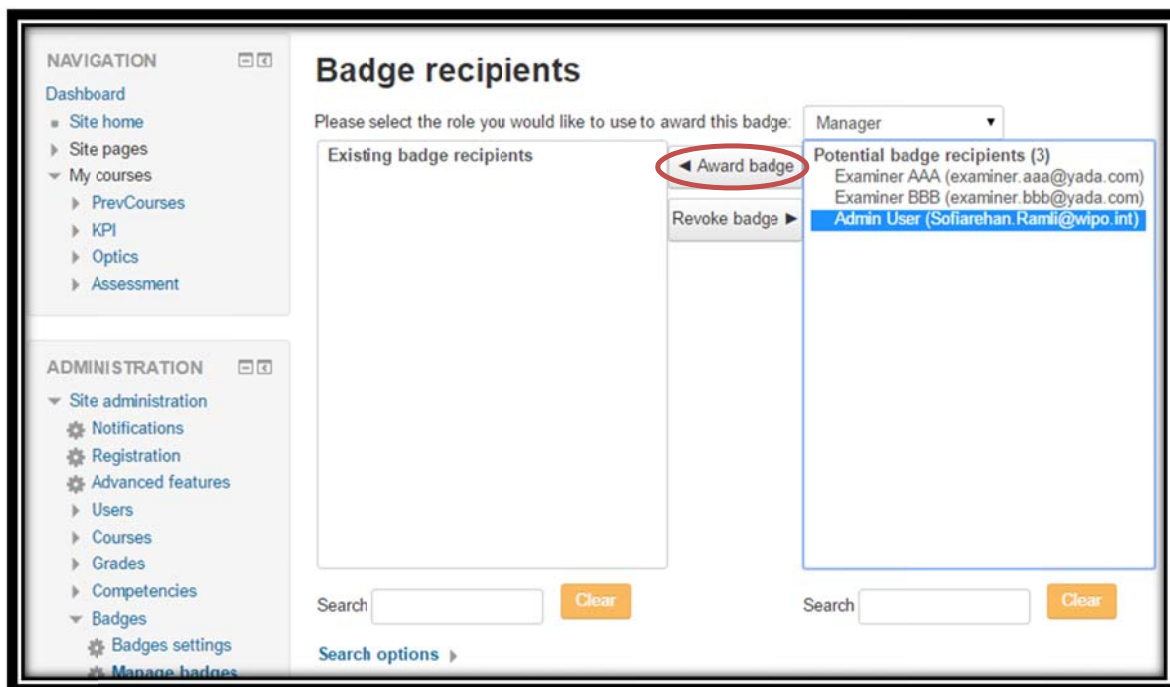 NAVIGATION
Dashboard
Site home
Site pages
My courses
PrevCourses
KPI
Optics
Assessment
ADMINISTRATION
Site administration
Notifications
Registration
Advanced features
Users
Courses
Grades
Competencies
Badges
Badges settings
Manage badges
Badge recipients
Please select the role you would like to use to award this badge: Manager
Existing badge recipients
◄ Award badge
Revoke badge ►
Potential badge recipients (3)
Examiner AAA (examiner.aaa@yada.com)
Examiner BBB (examiner.bbb@yada.com)
Admin User (Sofiarehan.Ramli@wipo.int)
Search Clear
Search Clear
Search options